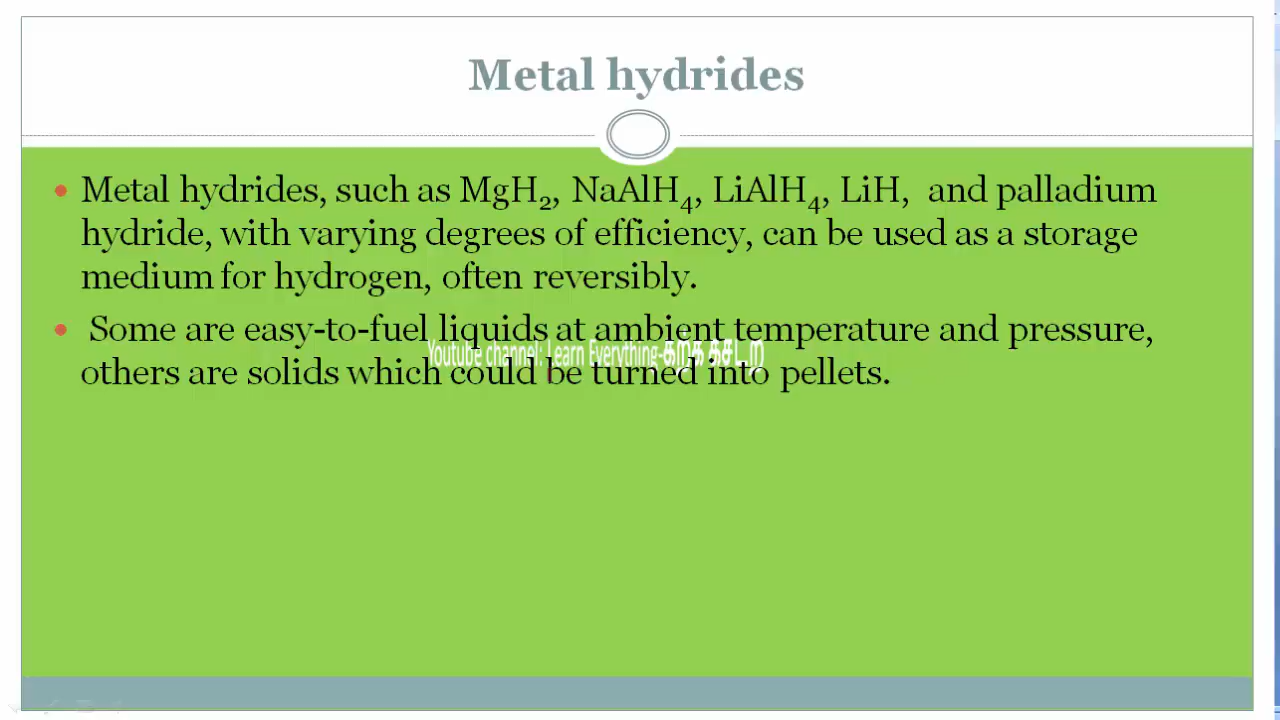 Metal hydrides
• Metal hydrides, such as MgH₂, NaAlH₄, LiAlH₄, LiH, and palladium
hydride, with varying degrees of efficiency, can be used as a storage
medium for hydrogen, often reversibly.
• Some are easy-to-fuel liquids at ambient temperature and pressure,
Youtube channel: Learn Everything-கற்க கசடற
others are solids which could be turned into pellets.